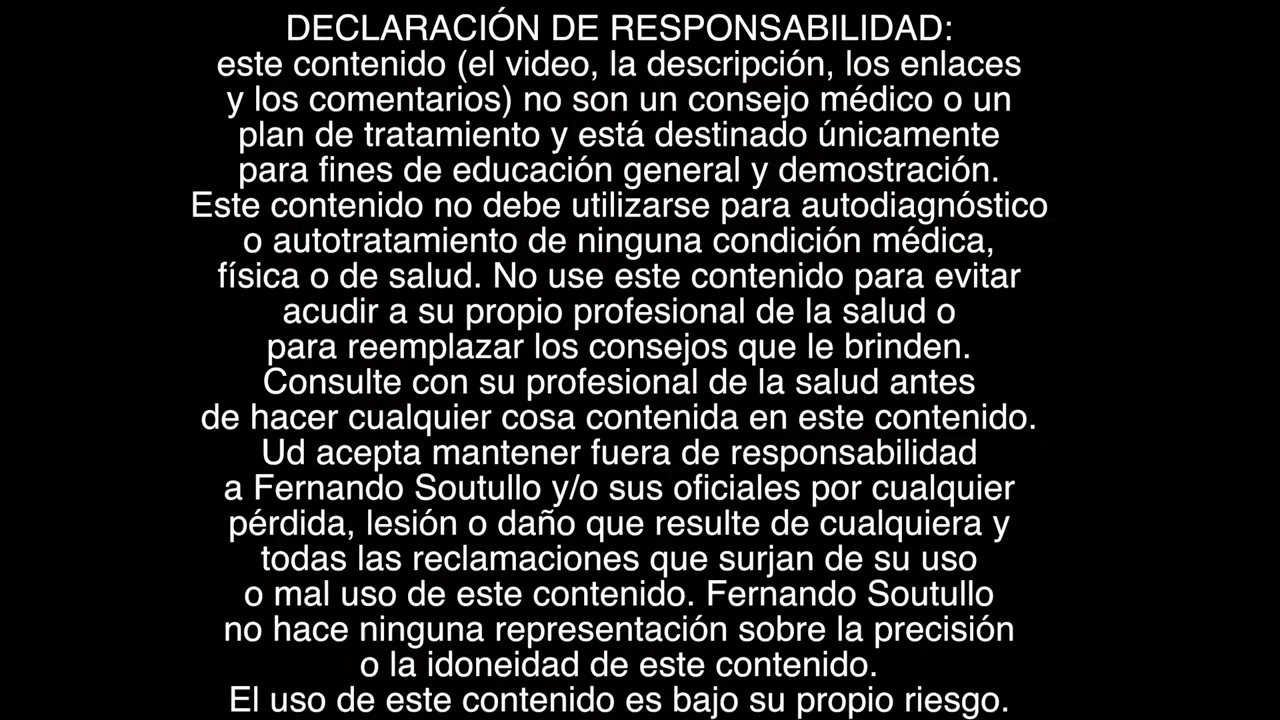 DECLARACIÓN DE RESPONSABILIDAD:
este contenido (el video, la descripción, los enlaces
y los comentarios) no son un consejo médico o un
plan de tratamiento y está destinado únicamente
para fines de educación general y demostración.
Este contenido no debe utilizarse para autodiagnóstico
o autotratamiento de ninguna condición médica,
física o de salud. No use este contenido para evitar
acudir a su propio profesional de la salud o
para reemplazar los consejos que le brinden.
Consulte con su profesional de la salud antes
de hacer cualquier cosa contenida en este contenido.
Ud acepta mantener fuera de responsabilidad
a Fernando Soutullo y/o sus oficiales por cualquier
pérdida, lesión o daño que resulte de cualquiera y
todas las reclamaciones que surjan de su uso
o mal uso de este contenido. Fernando Soutullo
no hace ninguna representación sobre la precisión
o la idoneidad de este contenido.
El uso de este contenido es bajo su propio riesgo.